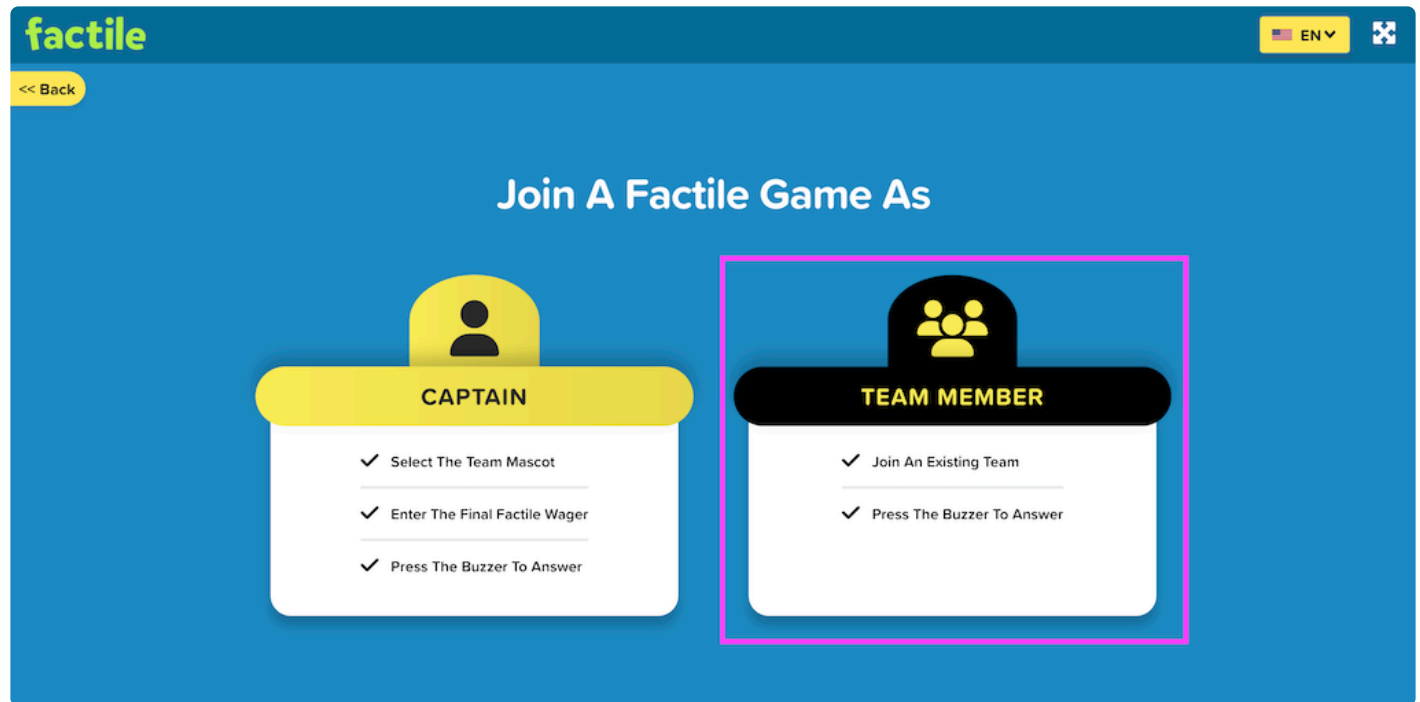 factile
EN
<< Back
Join A Factile Game As
CAPTAIN
Select The Team Mascot
Enter The Final Factile Wager
Press The Buzzer To Answer
TEAM MEMBER
Join An Existing Team
Press The Buzzer To Answer